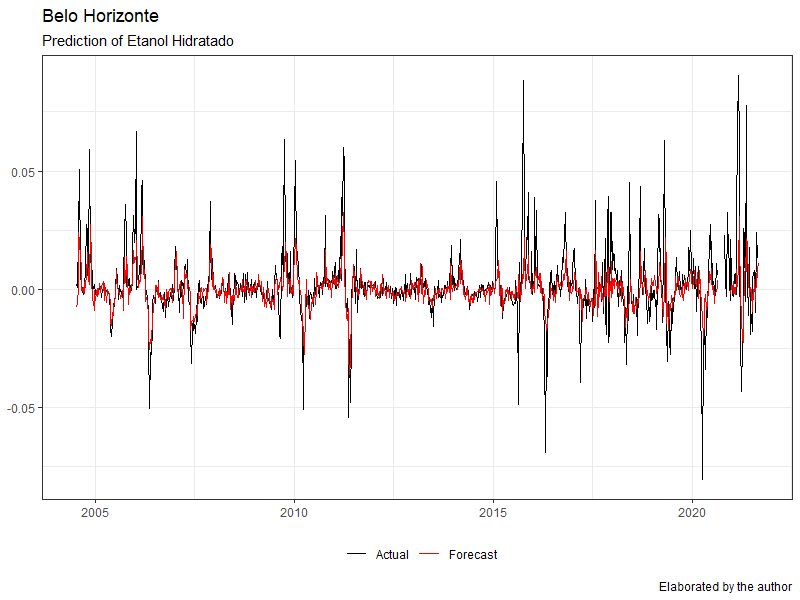 Belo Horizonte
Prediction of Etanol Hidratado
0.05
0.00
-0.05
2005 2010 2015 2020
Actual Forecast
Elaborated by the author